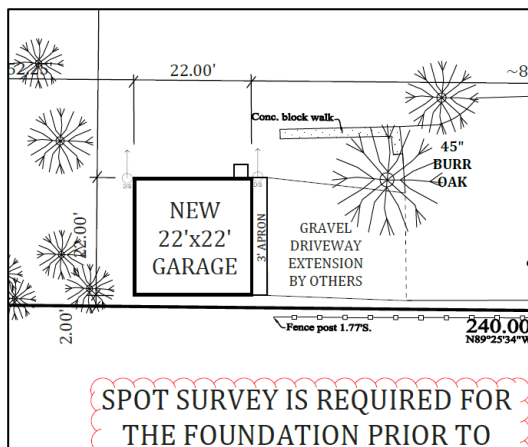 22.00'
~8
Conc. block walk
45"
BURR
OAK
NEW
22'x22'
GARAGE
3' APRON
GRAVEL
DRIVEWAY
EXTENSION
BY OTHERS
22.00'
2.00'
Fence post 1.77'S.
240.00
N89°25'34"W
SPOT SURVEY IS REQUIRED FOR
THE FOUNDATION PRIOR TO